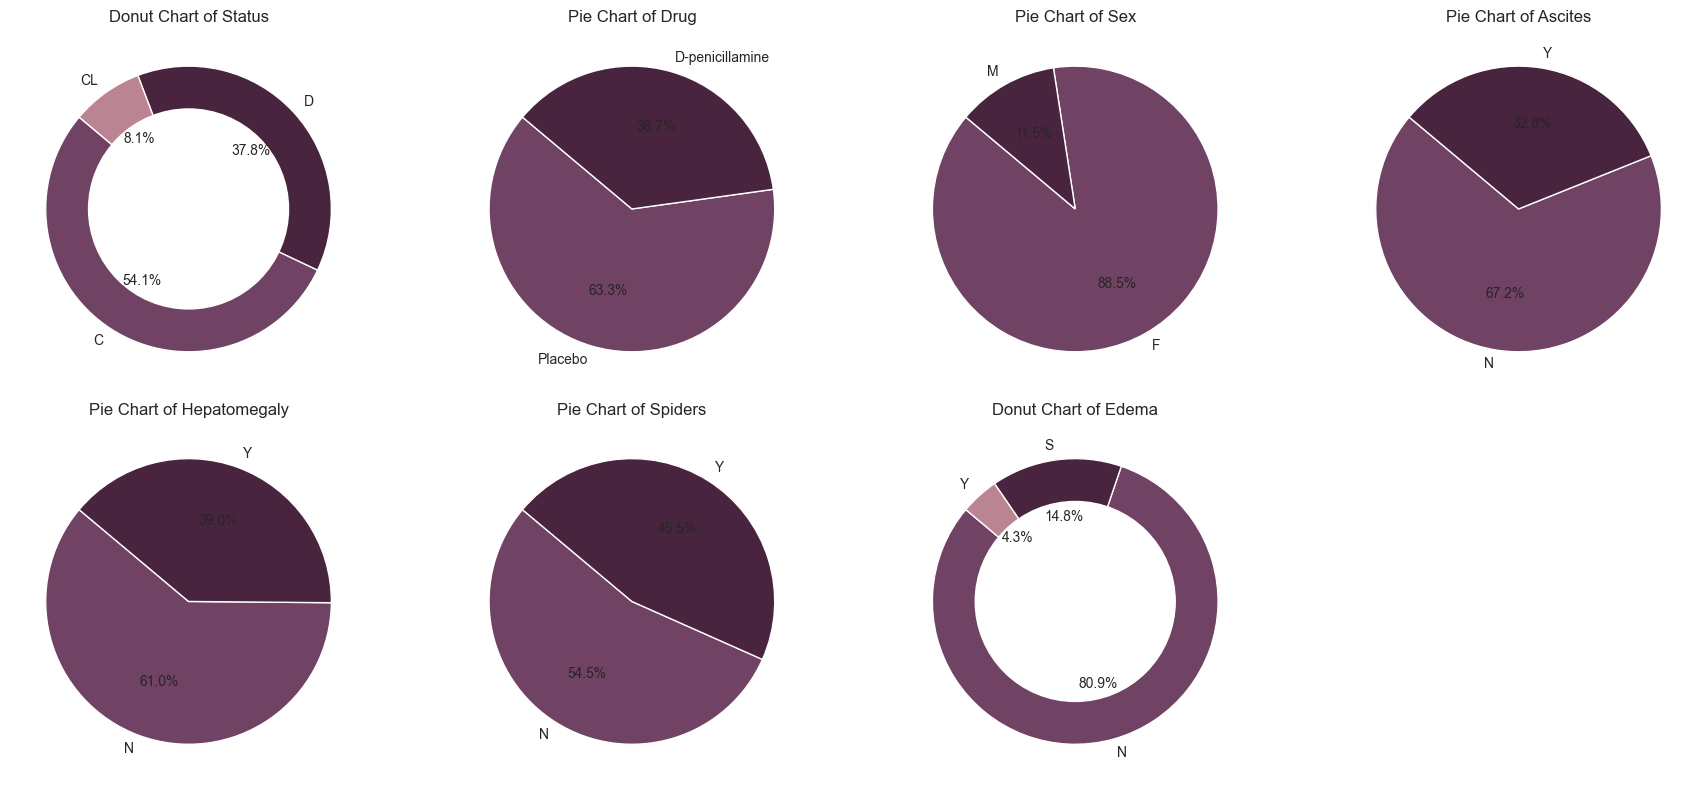 Donut Chart of Status
CL
D
8.1%
37.8%
54.1%
C
Pie Chart of Drug
D-penicillamine
36.7%
63.3%
Placebo
Pie Chart of Sex
M
11.5%
88.5%
F
Pie Chart of Ascites
Y
32.8%
67.2%
N
Pie Chart of Hepatomegaly
Y
39.0%
61.0%
N
Pie Chart of Spiders
Y
45.5%
54.5%
N
Donut Chart of Edema
S
Y
14.8%
4.3%
80.9%
N